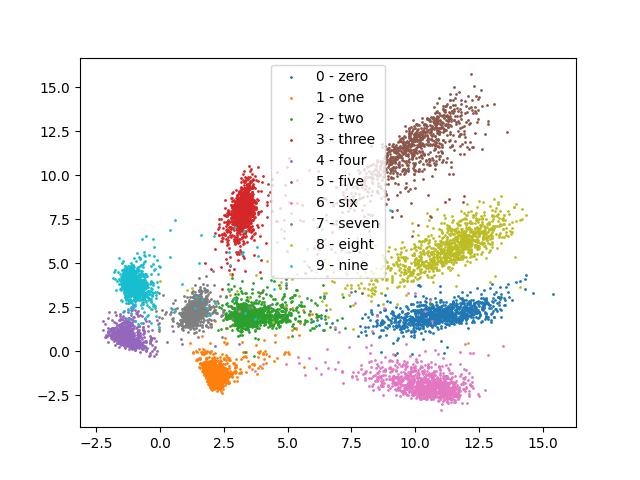 0 - zero
1 - one
2 - two
3 - three
4 - four
5 - five
6 - six
7 - seven
8 - eight
9 - nine
15.0
12.5
10.0
7.5
5.0
2.5
0.0
−2.5
−2.5 0.0 2.5 5.0 7.5 10.0 12.5 15.0